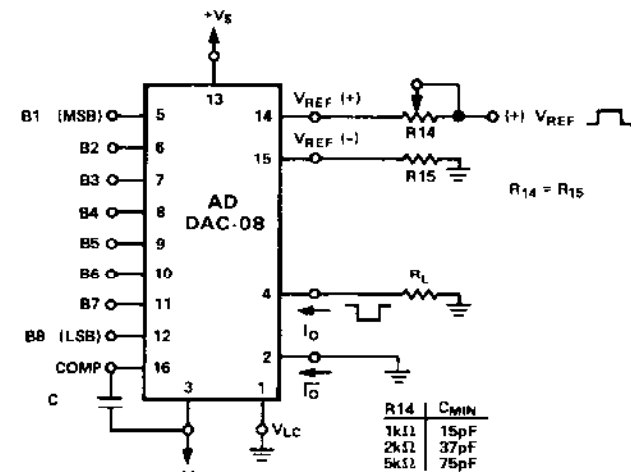 +VS
13
B1 (MSB) 5
B2 6
B3 7
B4 8
B5 9
B6 10
B7 11
B8 (LSB) 12
COMP 16
C
AD
DAC-08
14 VREF (+)
R14
(+) VREF
15 VREF (-)
R15
R14 = R15
4
RL
IO
2
IO
3
1
VLC
R14 CMIN
1kΩ 15pF
2kΩ 37pF
5kΩ 75pF